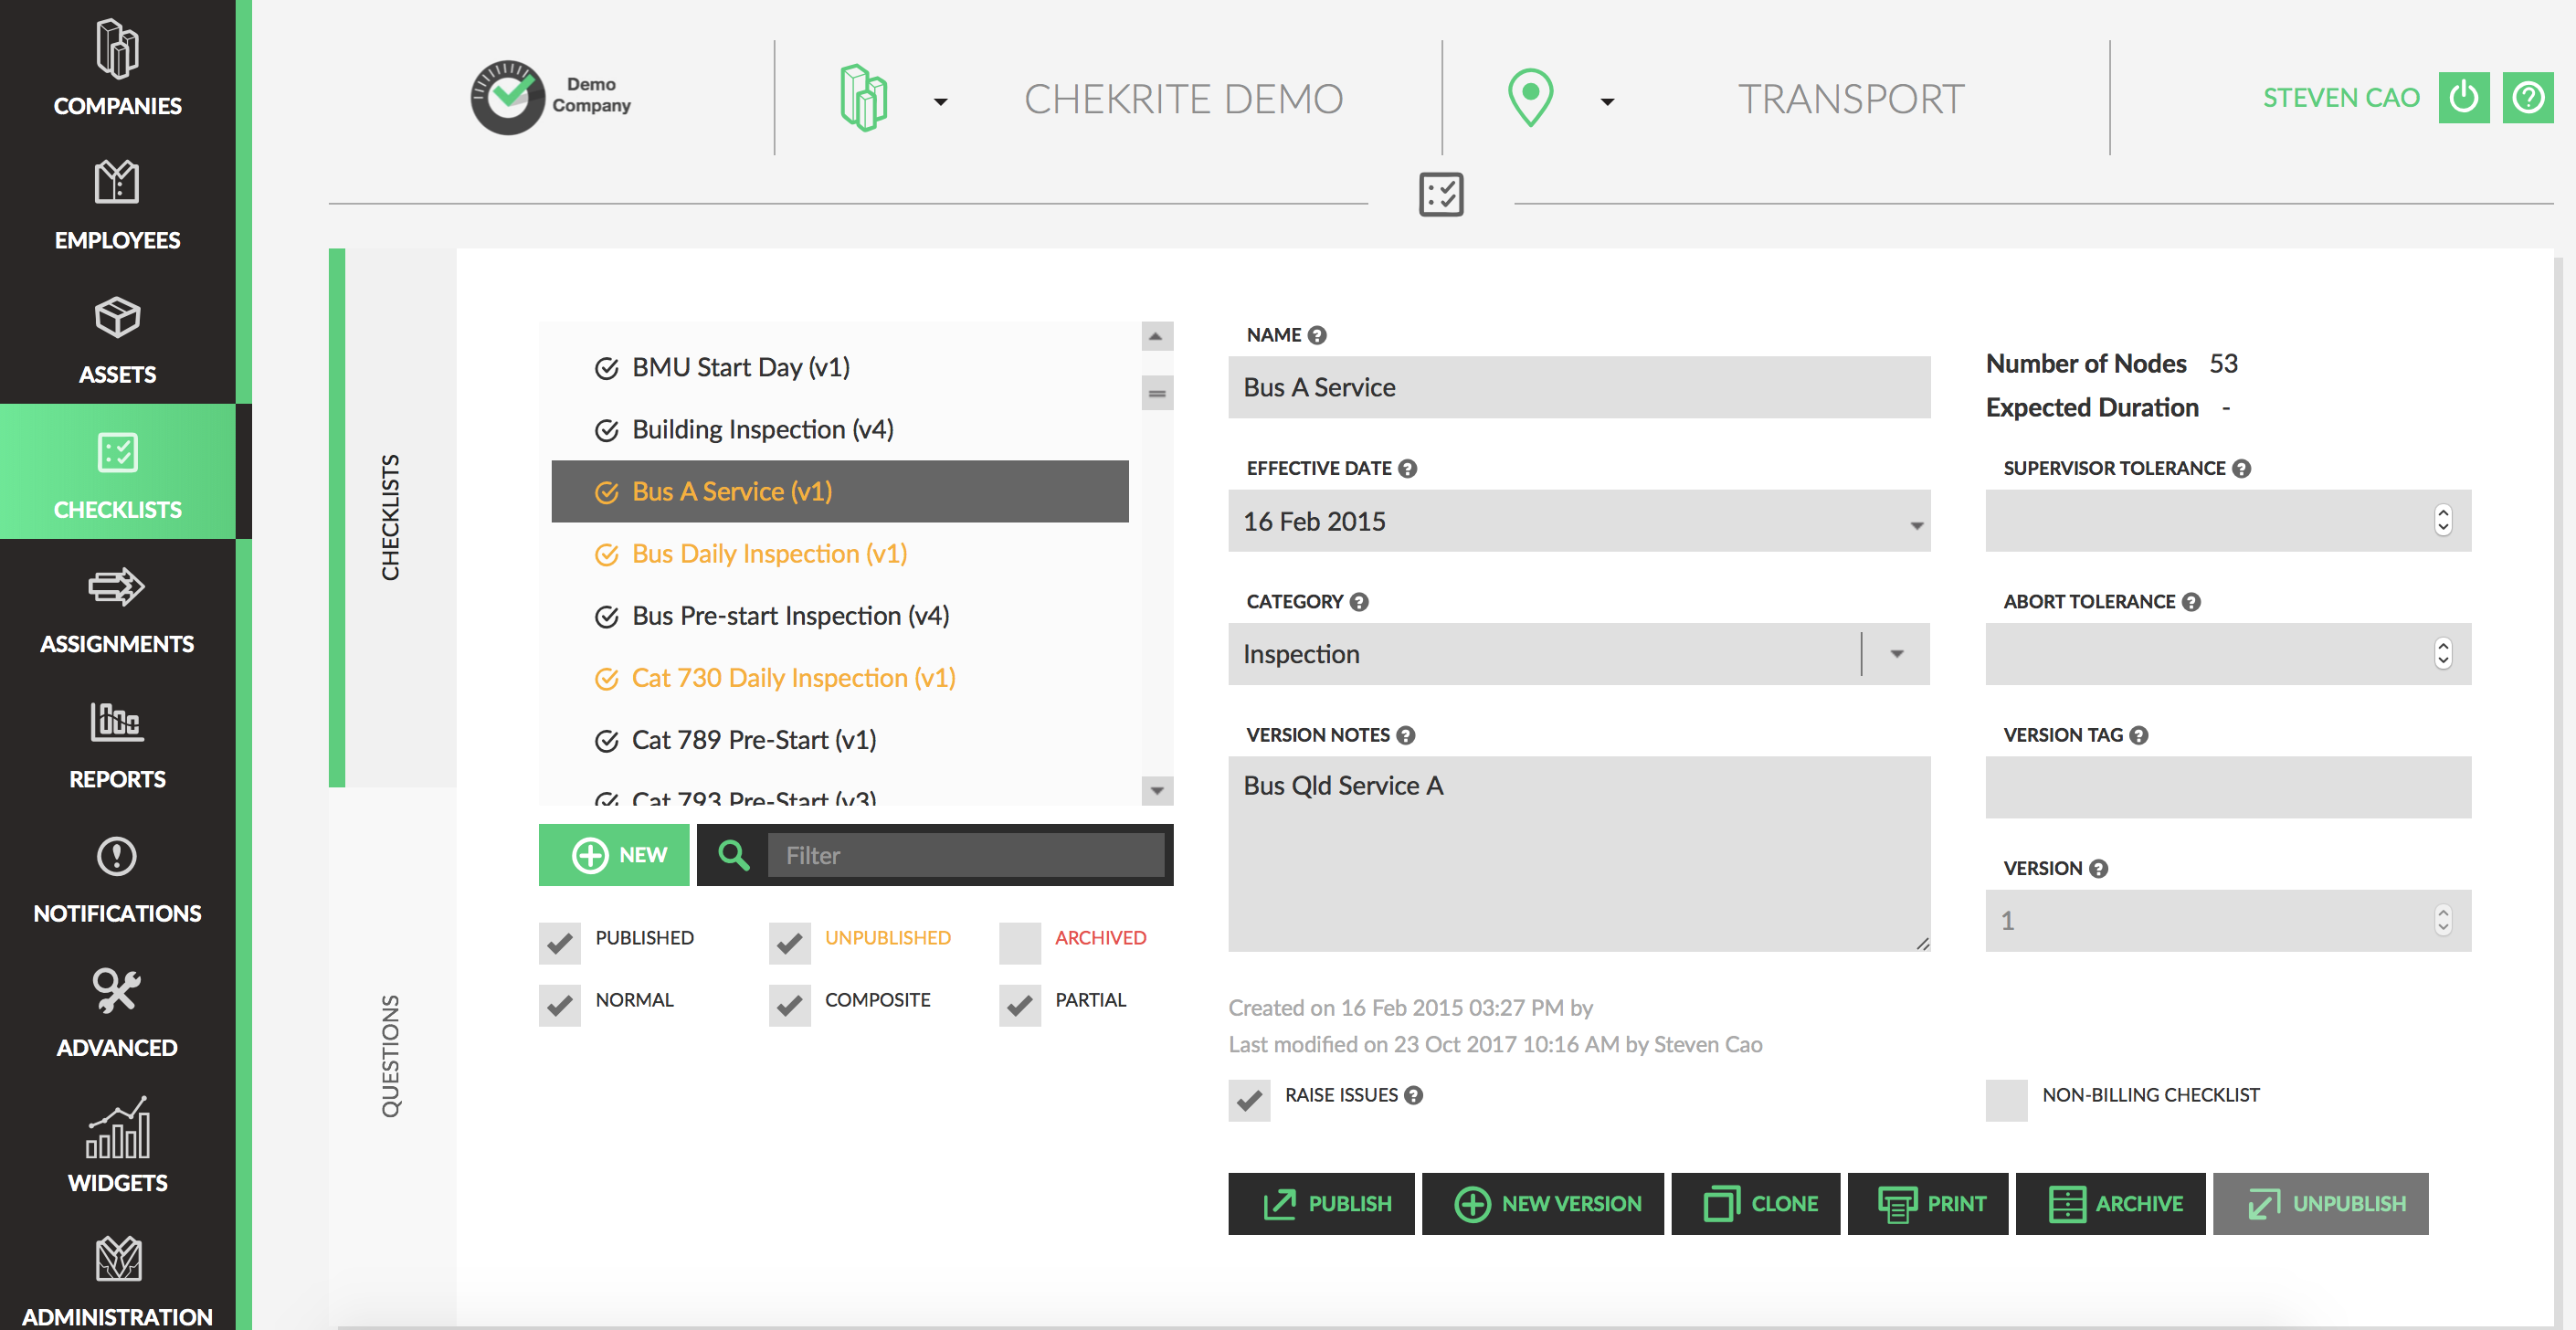 COMPANIES
EMPLOYEES
ASSETS
CHECKLISTS
ASSIGNMENTS
REPORTS
NOTIFICATIONS
ADVANCED
WIDGETS
ADMINISTRATION
Demo
Company
CHEKRITE DEMO
TRANSPORT
STEVEN CAO
CHECKLISTS
QUESTIONS
BMU Start Day (v1)
Building Inspection (v4)
Bus A Service (v1)
Bus Daily Inspection (v1)
Bus Pre-start Inspection (v4)
Cat 730 Daily Inspection (v1)
Cat 789 Pre-Start (v1)
Cat 793 Pre-Start (v3)
NEW
Filter
PUBLISHED
UNPUBLISHED
ARCHIVED
NORMAL
COMPOSITE
PARTIAL
NAME
Bus A Service
EFFECTIVE DATE
16 Feb 2015
CATEGORY
Inspection
VERSION NOTES
Bus Qld Service A
Number of Nodes 53
Expected Duration -
SUPERVISOR TOLERANCE
ABORT TOLERANCE
VERSION TAG
VERSION
1
Created on 16 Feb 2015 03:27 PM by
Last modified on 23 Oct 2017 10:16 AM by Steven Cao
RAISE ISSUES
NON-BILLING CHECKLIST
PUBLISH
NEW VERSION
CLONE
PRINT
ARCHIVE
UNPUBLISH